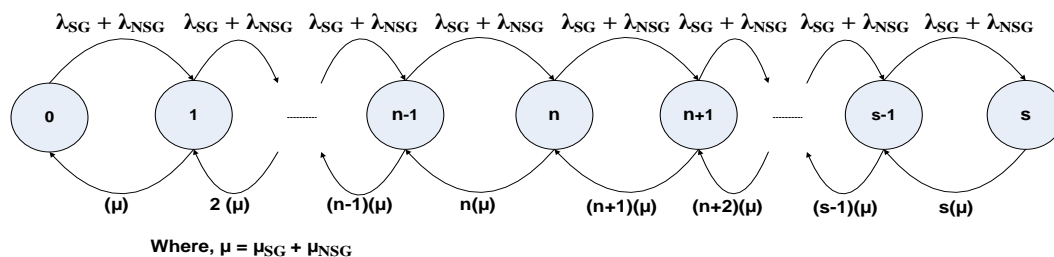 λSG + λNSG λSG + λNSG λSG + λNSG λSG + λNSG λSG + λNSG λSG + λNSG λSG + λNSG λSG + λNSG
0 1 ......... n-1 n n+1 ......... s-1 s
(μ) 2 (μ) (n-1)(μ) n(μ) (n+1)(μ) (n+2)(μ) (s-1)(μ) s(μ)
Where, μ = μSG + μNSG